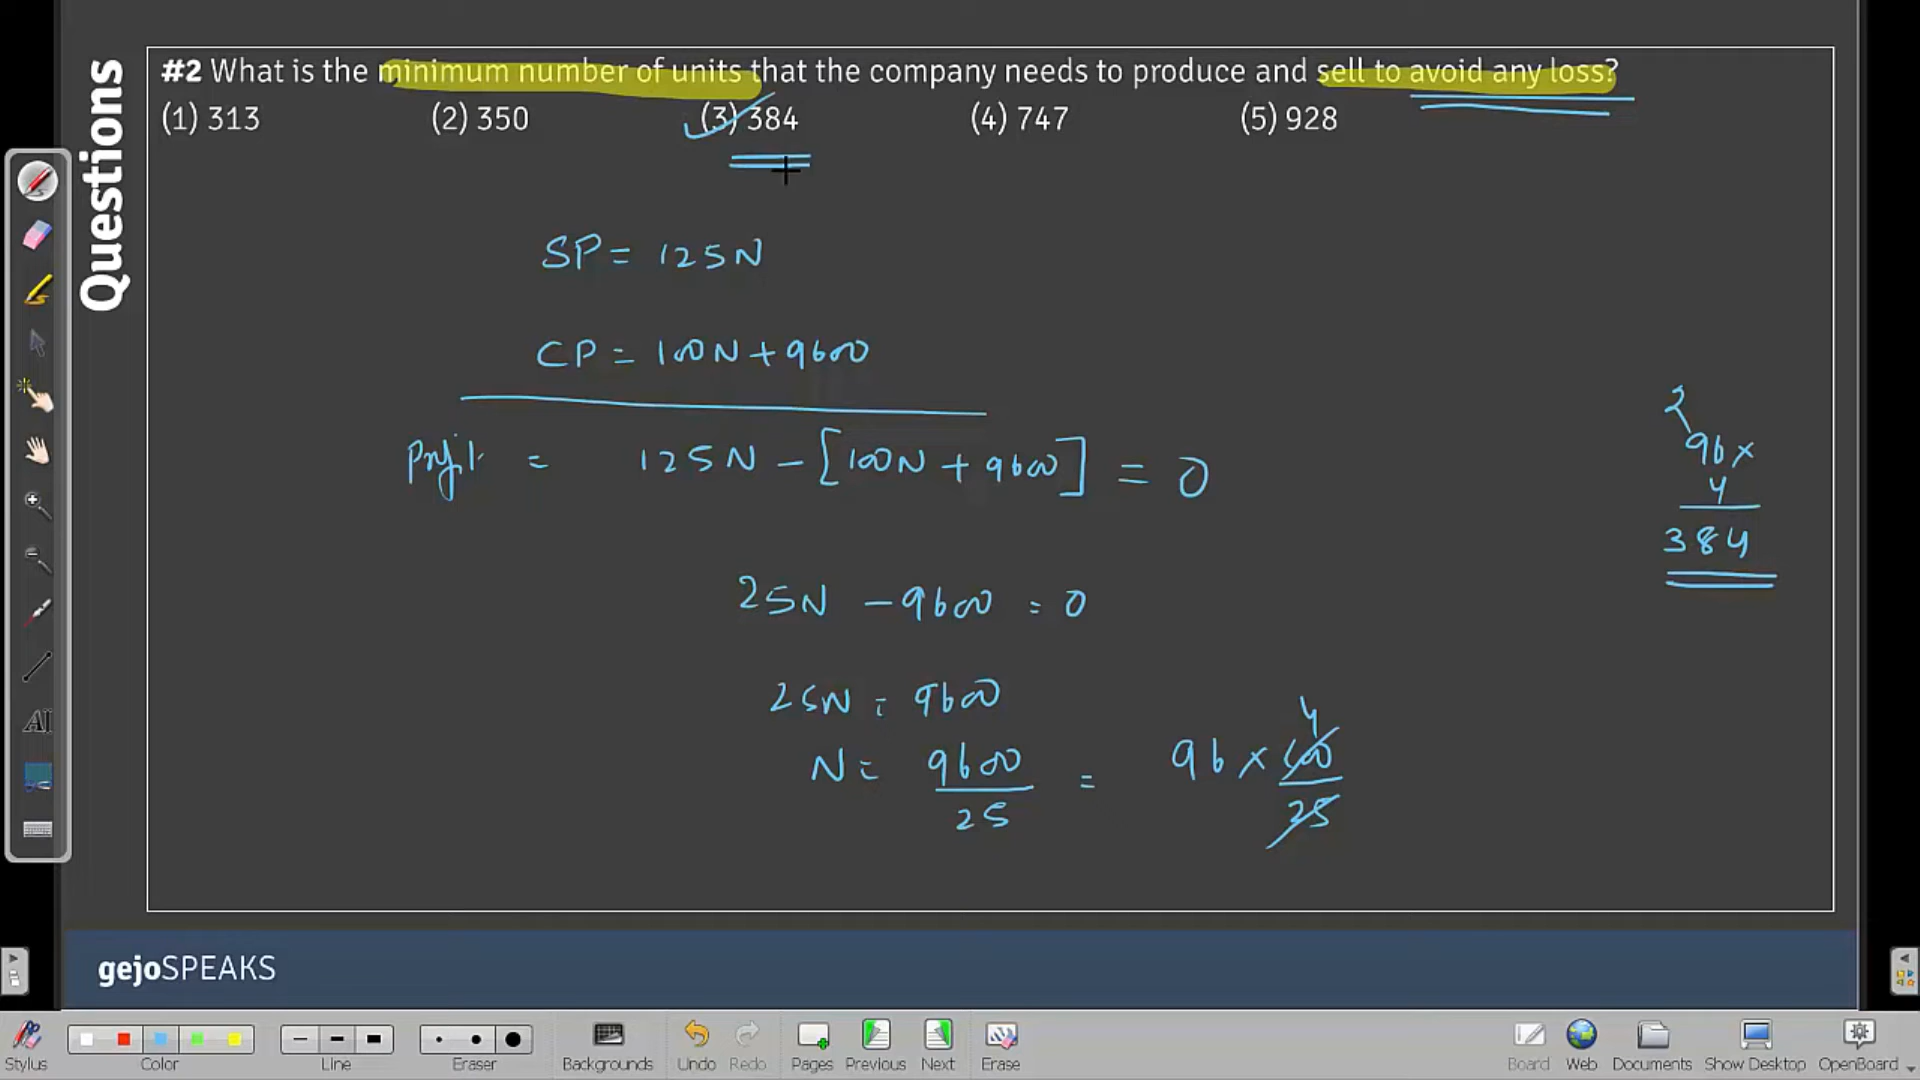 Questions
#2 What is the minimum number of units that the company needs to produce and sell to avoid any loss?
(1) 313 (2) 350 (3) 384 (4) 747 (5) 928
SP = 125N
CP = 100N + 9600
Profit = 125N - [100N + 9600] = 0
2
96 x
4
384
25N - 9600 = 0
25N = 9600
N = 9600/25 = 96 x 100/25
4
gejoSPEAKS
Stylus Color Line Eraser Backgrounds Undo Redo Pages Previous Next Erase Board Web Documents Show Desktop OpenBoard